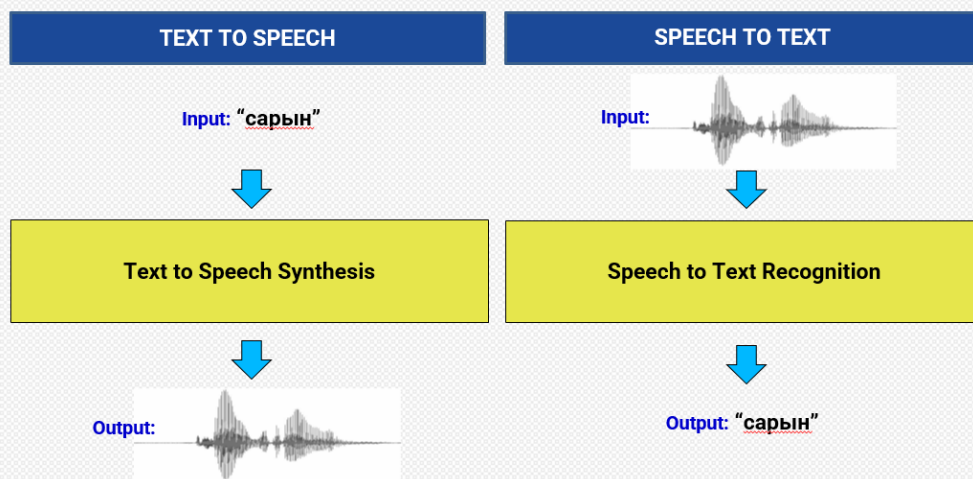 TEXT TO SPEECH
Input: “сарын”
Text to Speech Synthesis
Output:
SPEECH TO TEXT
Input:
Speech to Text Recognition
Output: “сарын”